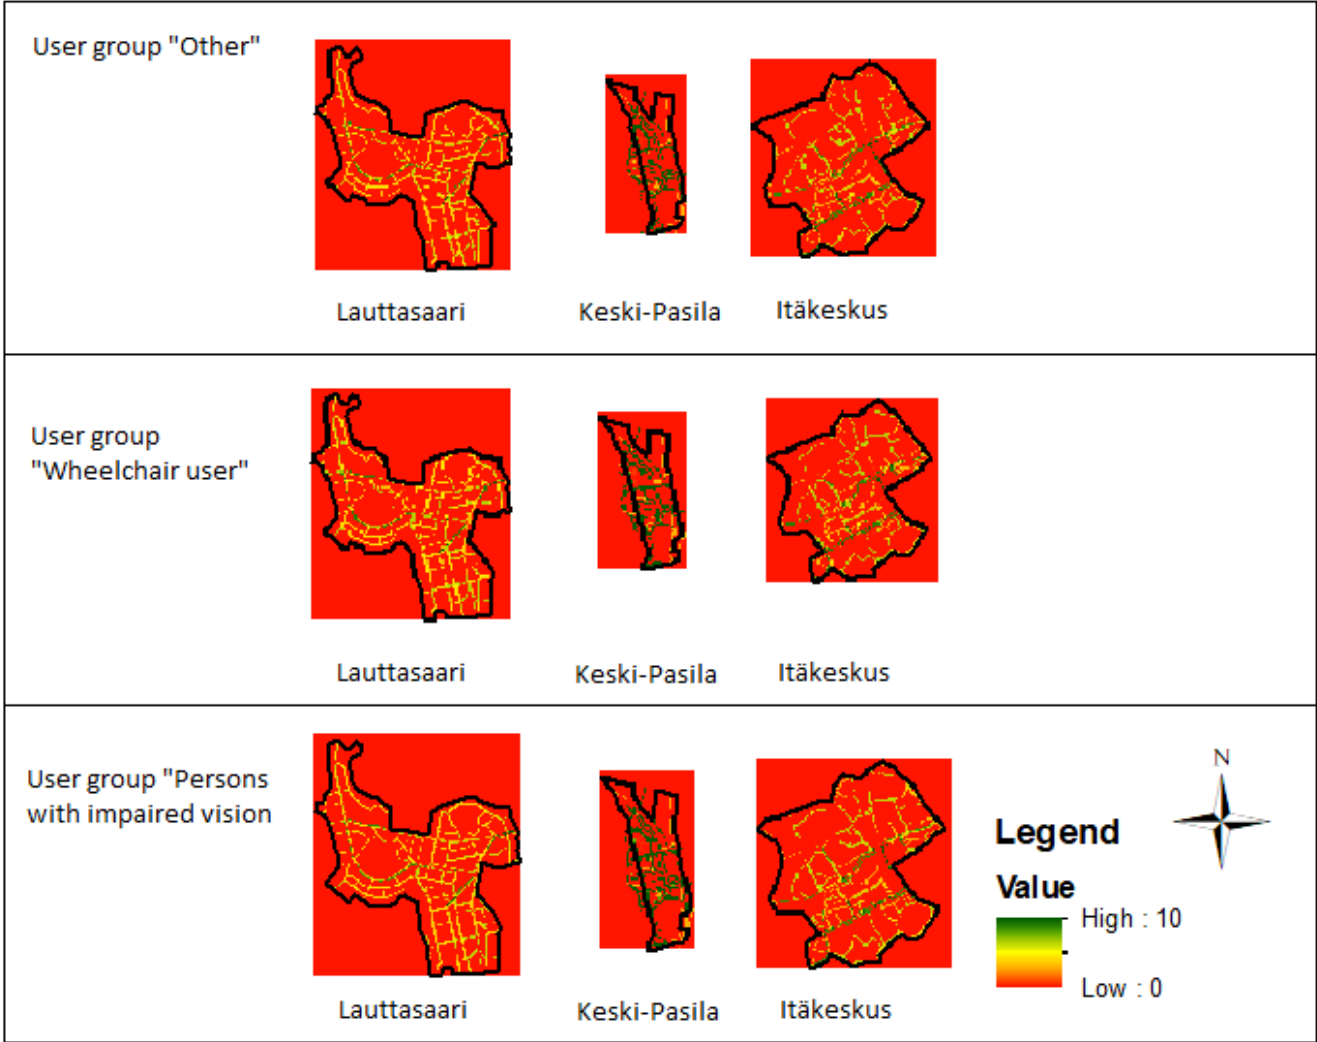 User group "Other"
Lauttasaari
Keski-Pasila
Itäkeskus
User group
"Wheelchair user"
Lauttasaari
Keski-Pasila
Itäkeskus
User group "Persons
with impaired vision
Lauttasaari
Keski-Pasila
Itäkeskus
N
Legend
Value
High : 10
Low : 0